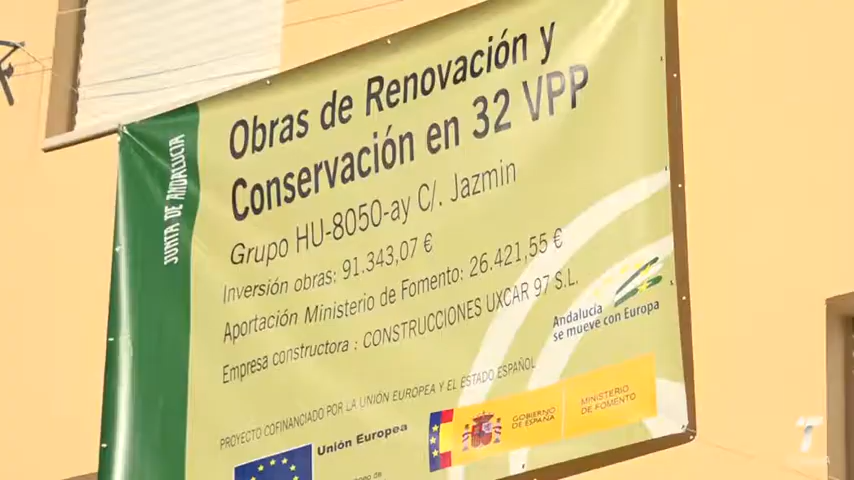 JUNTA DE ANDALUCIA
Obras de Renovación y
Conservación en 32 VPP
Grupo HU-8050-ay C/. Jazmin
Inversión obras: 91.343,07 €
Aportación Ministerio de Fomento: 26.421,55 €
Empresa constructora : CONSTRUCCIONES UXCAR 97 S.L.
Andalucía
se mueve con Europa
PROYECTO COFINANCIADO POR LA UNIÓN EUROPEA Y EL ESTADO ESPAÑOL
Unión Europea
GOBIERNO
DE ESPAÑA
MINISTERIO
DE FOMENTO